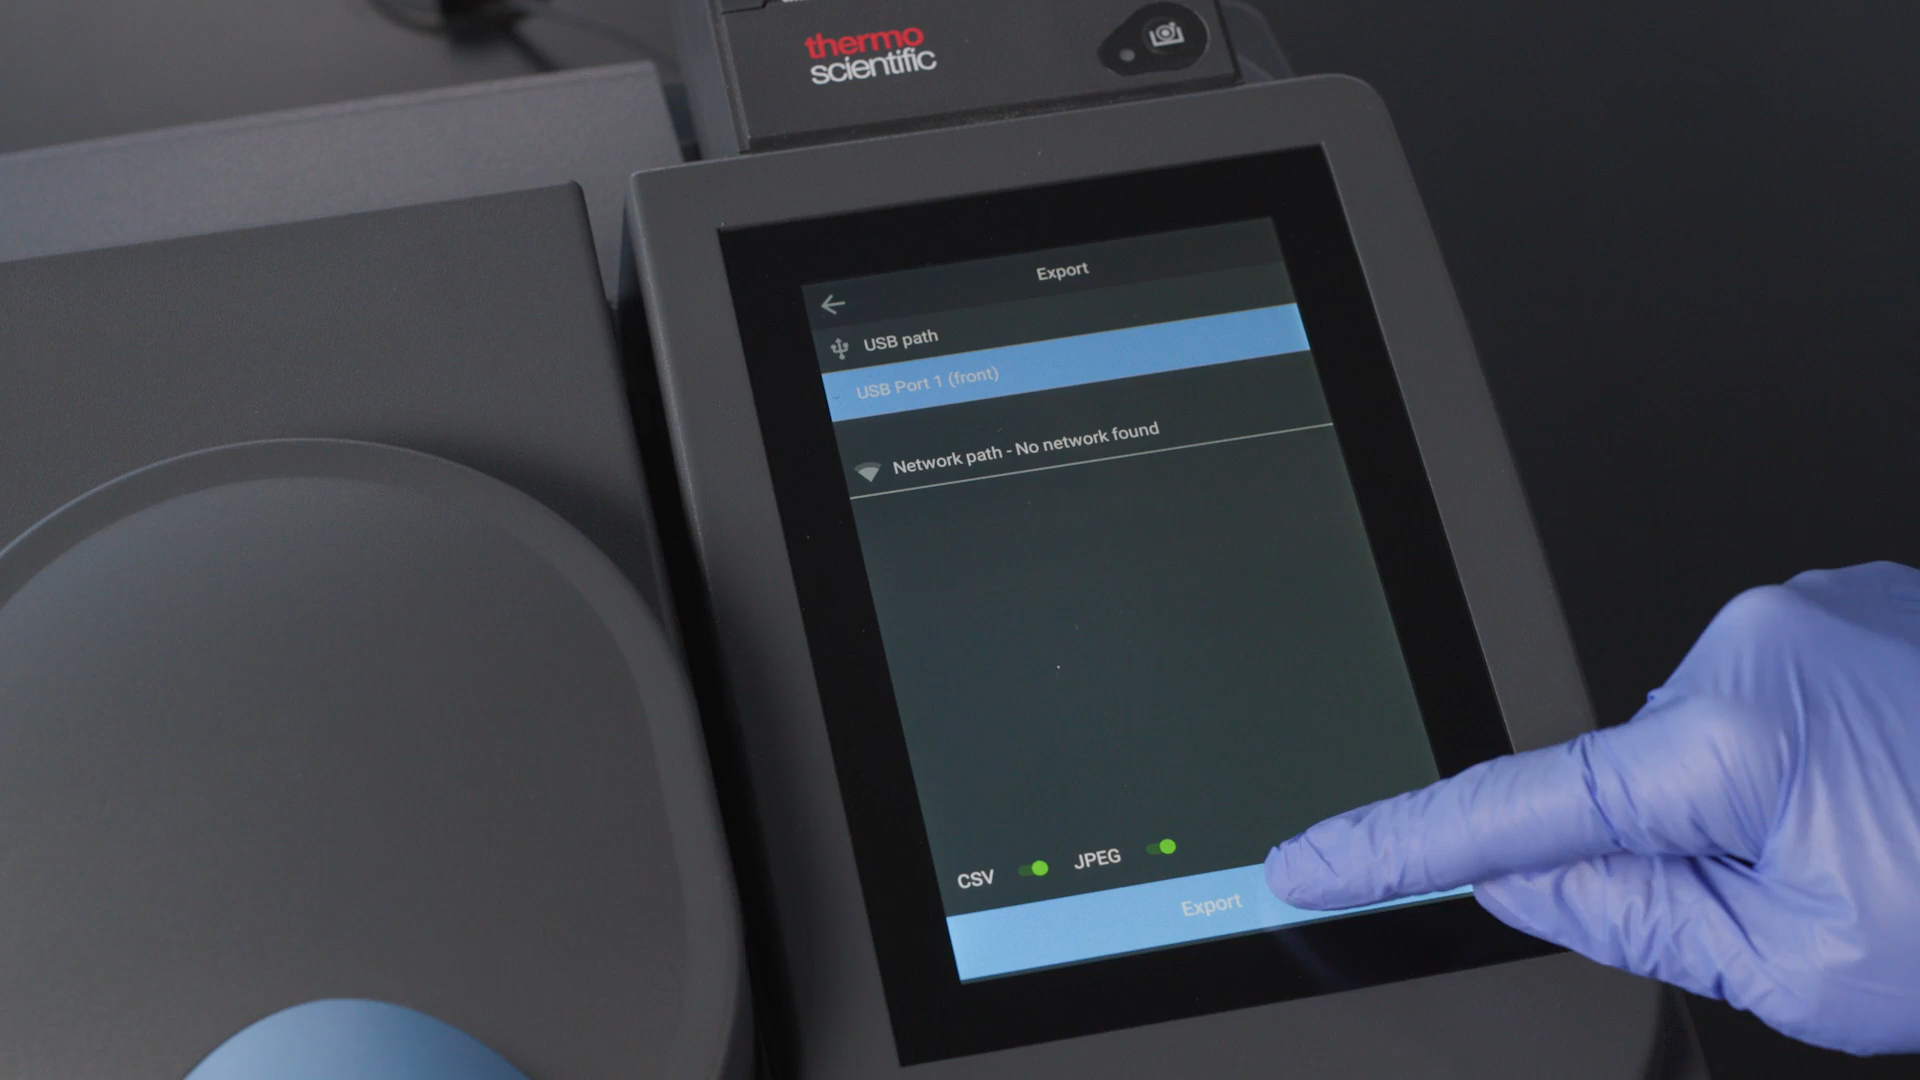 thermo
scientific
Export
USB path
USB Port 1 (front)
Network path - No network found
CSV
JPEG
Export